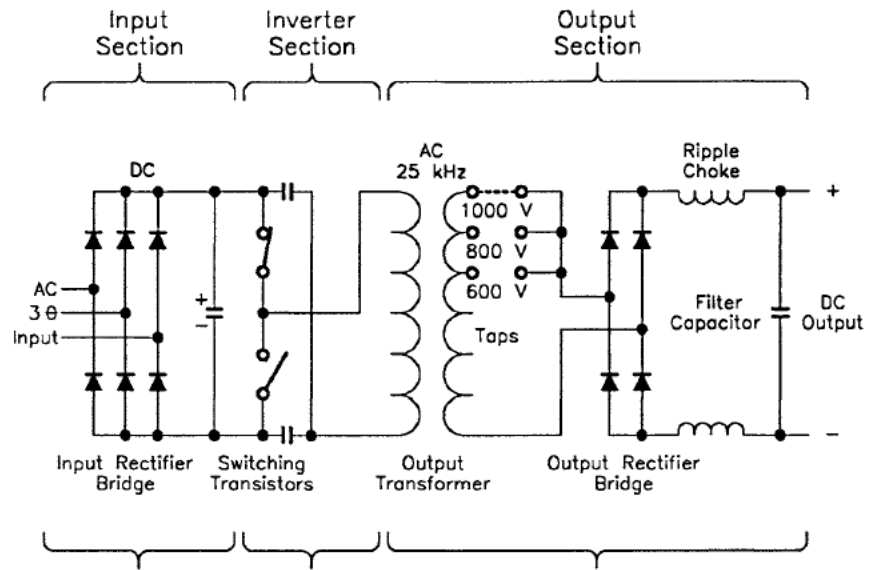 Input
Section
Inverter
Section
Output
Section
DC
AC
25 kHz
Ripple
Choke
1000 V
800 V
600 V
+
AC
3 θ
Input
+
−
Taps
Filter
Capacitor
DC
Output
−
Input Rectifier
Bridge
Switching
Transistors
Output
Transformer
Output Rectifier
Bridge